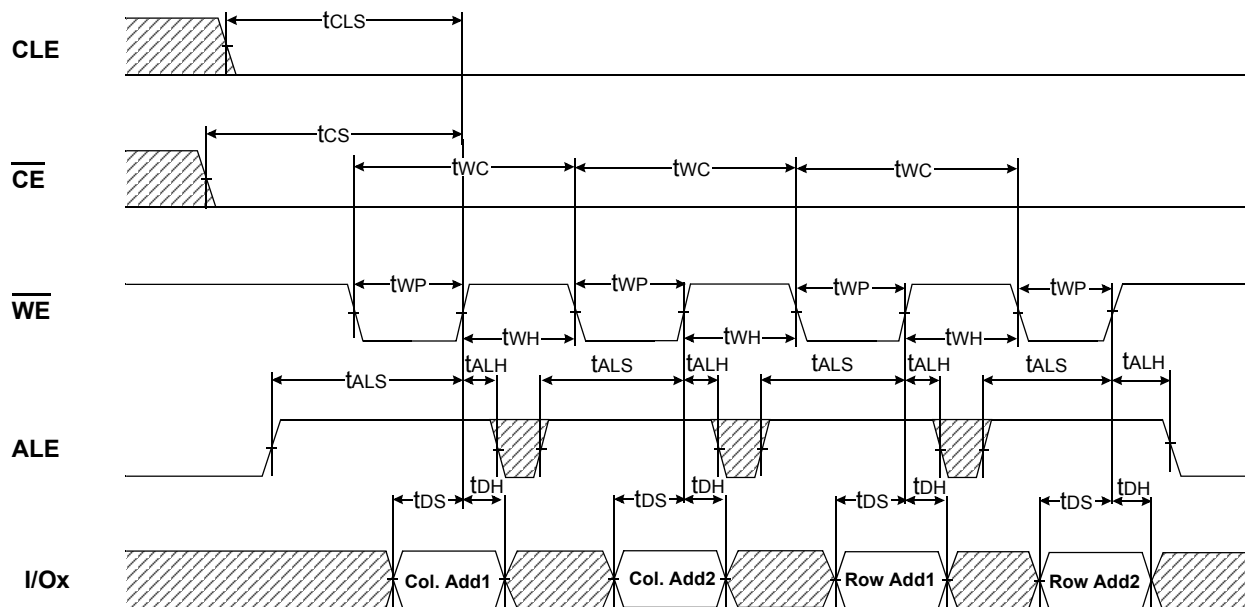 CLE
tCLS
CE
tCS
tWC tWC tWC
WE
tWP tWP tWP tWP
tWH tWH tWH
ALE
tALS tALH tALS tALH tALS tALH tALS tALH
I/Ox
tDS tDH tDS tDH tDS tDH tDS tDH
Col. Add1 Col. Add2 Row Add1 Row Add2